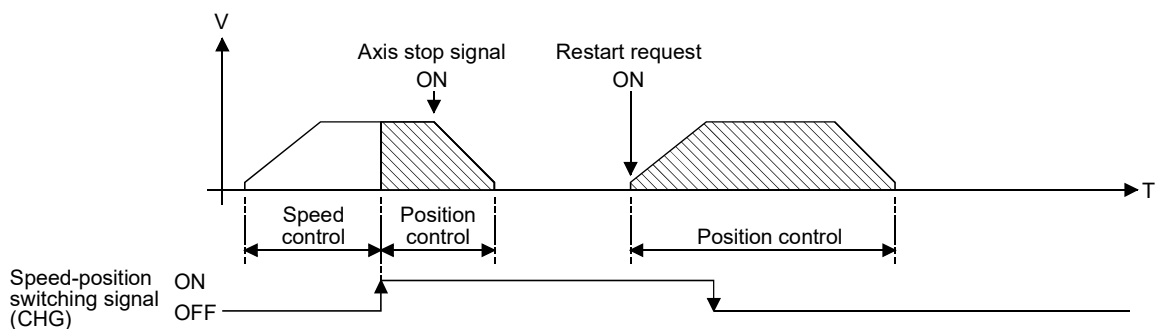 V
Axis stop signal
ON
Restart request
ON
T
Speed
control
Position
control
Position control
Speed-position
switching signal
(CHG)
ON
OFF